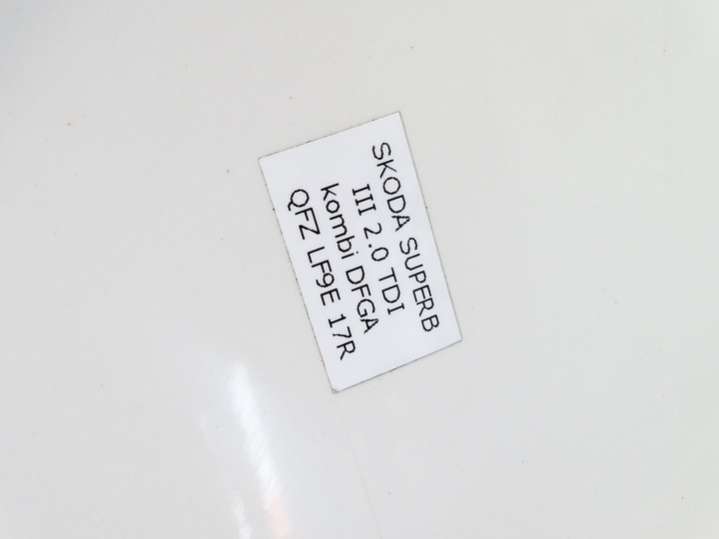 SKODA SUPERB
III 2.0 TDI
kombi DFGA
QFZ LF9E 17R